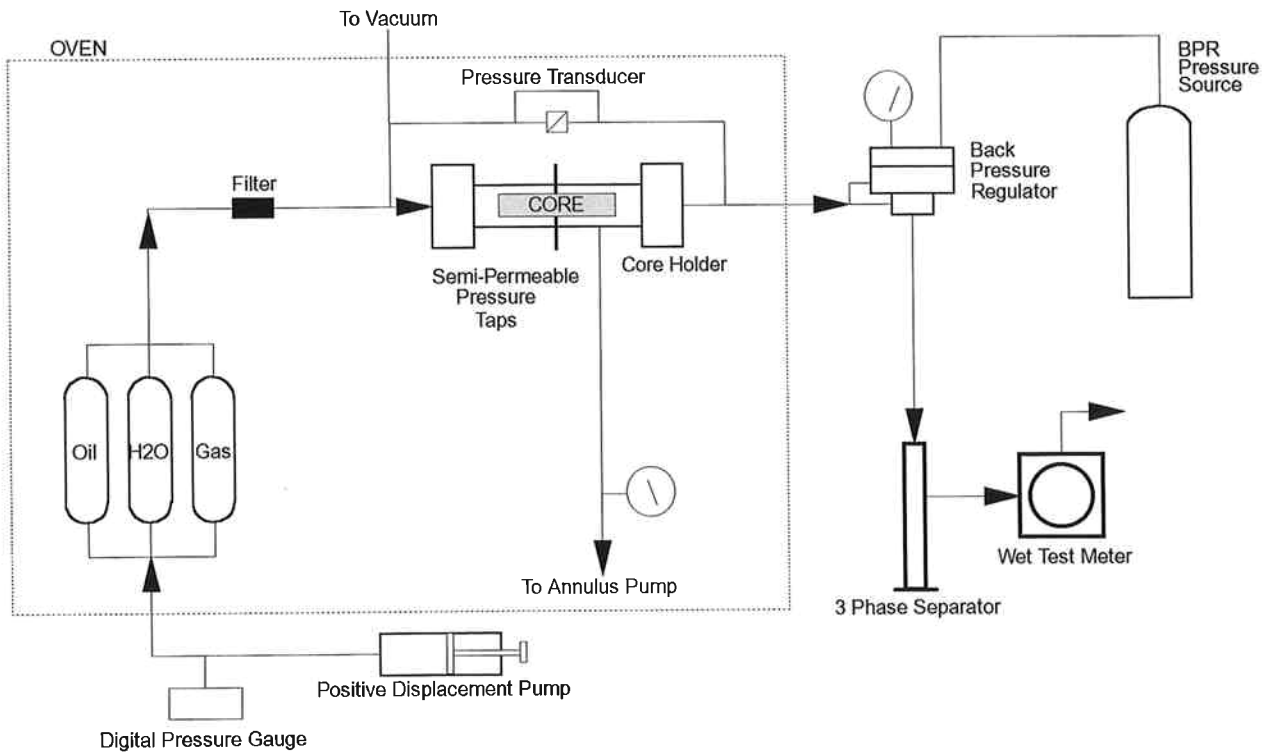 To Vacuum
OVEN
BPR
Pressure
Source
Pressure Transducer
Back
Pressure
Regulator
Filter
CORE
Core Holder
Semi-Permeable
Pressure
Taps
Oil
H2O
Gas
To Annulus Pump
Wet Test Meter
3 Phase Separator
Positive Displacement Pump
Digital Pressure Gauge